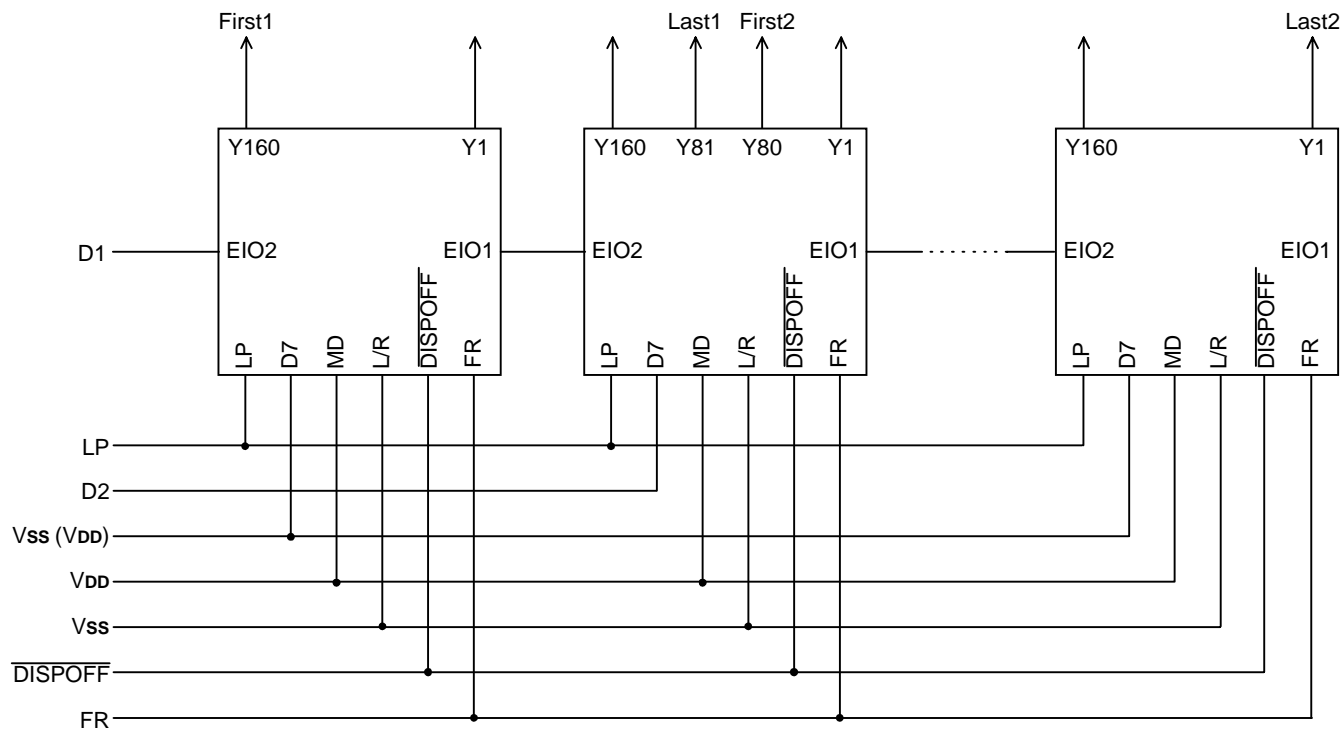 First1 Last1 First2 Last2
Y160 Y1 Y160 Y81 Y80 Y1 Y160 Y1
D1 EIO2 EIO1 EIO2 EIO1 EIO2 EIO1
LP D7 MD L/R DISPOFF FR LP D7 MD L/R DISPOFF FR LP D7 MD L/R DISPOFF FR
LP
D2
VSS (VDD)
VDD
VSS
DISPOFF
FR